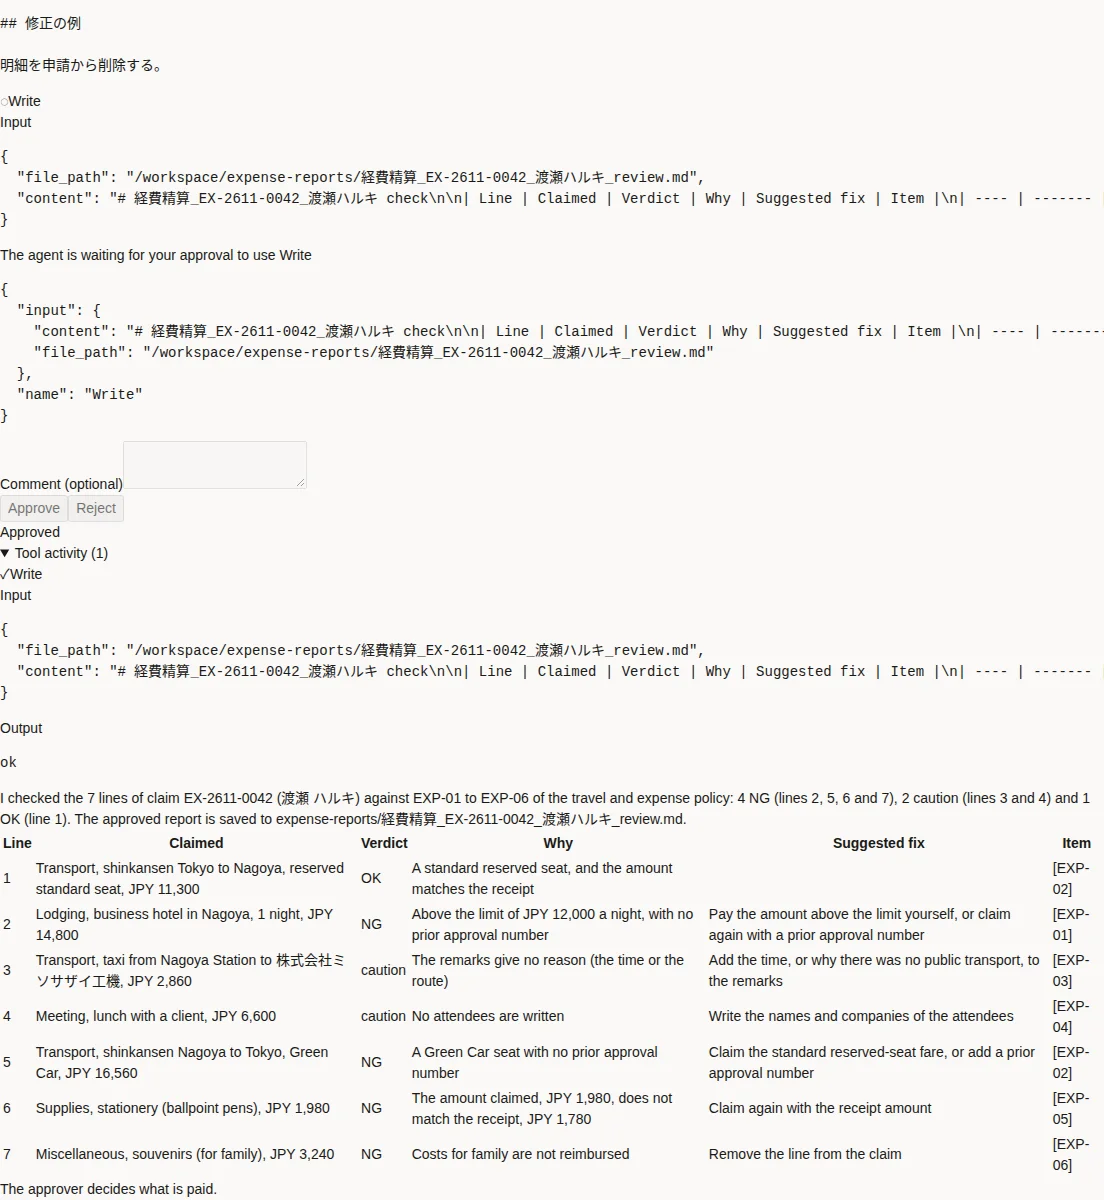 ## 修正の例
明細を申請から削除する。
Write
Input
{
"file_path": "/workspace/expense-reports/経費精算_EX-2611-0042_渡瀬ハルキ_review.md",
"content": "# 経費精算_EX-2611-0042_渡瀬ハルキ check\n\n| Line | Claimed | Verdict | Why | Suggested fix | Item |\n| ---- | ------- |
}
The agent is waiting for your approval to use Write
{
"input": {
"content": "# 経費精算_EX-2611-0042_渡瀬ハルキ check\n\n| Line | Claimed | Verdict | Why | Suggested fix | Item |\n| ---- | -------
"file_path": "/workspace/expense-reports/経費精算_EX-2611-0042_渡瀬ハルキ_review.md"
},
"name": "Write"
}
Comment (optional)
Approve Reject
Approved
▼ Tool activity (1)
✓Write
Input
{
"file_path": "/workspace/expense-reports/経費精算_EX-2611-0042_渡瀬ハルキ_review.md",
"content": "# 経費精算_EX-2611-0042_渡瀬ハルキ check\n\n| Line | Claimed | Verdict | Why | Suggested fix | Item |\n| ---- | ------- |
}
Output
ok
I checked the 7 lines of claim EX-2611-0042 (渡瀬 ハルキ) against EXP-01 to EXP-06 of the travel and expense policy: 4 NG (lines 2, 5, 6 and 7), 2 caution (lines 3 and 4) and 1
OK (line 1). The approved report is saved to expense-reports/経費精算_EX-2611-0042_渡瀬ハルキ_review.md.
Line Claimed Verdict Why Suggested fix Item
1 Transport, shinkansen Tokyo to Nagoya, reserved standard seat, JPY 11,300 OK A standard reserved seat, and the amount matches the receipt [EXP-02]
2 Lodging, business hotel in Nagoya, 1 night, JPY 14,800 NG Above the limit of JPY 12,000 a night, with no prior approval number Pay the amount above the limit yourself, or claim again with a prior approval number [EXP-01]
3 Transport, taxi from Nagoya Station to 株式会社ミソサザイ工機, JPY 2,860 caution The remarks give no reason (the time or the route) Add the time, or why there was no public transport, to the remarks [EXP-03]
4 Meeting, lunch with a client, JPY 6,600 caution No attendees are written Write the names and companies of the attendees [EXP-04]
5 Transport, shinkansen Nagoya to Tokyo, Green Car, JPY 16,560 NG A Green Car seat with no prior approval number Claim the standard reserved-seat fare, or add a prior approval number [EXP-02]
6 Supplies, stationery (ballpoint pens), JPY 1,980 NG The amount claimed, JPY 1,980, does not match the receipt, JPY 1,780 Claim again with the receipt amount [EXP-05]
7 Miscellaneous, souvenirs (for family), JPY 3,240 NG Costs for family are not reimbursed Remove the line from the claim [EXP-06]
The approver decides what is paid.